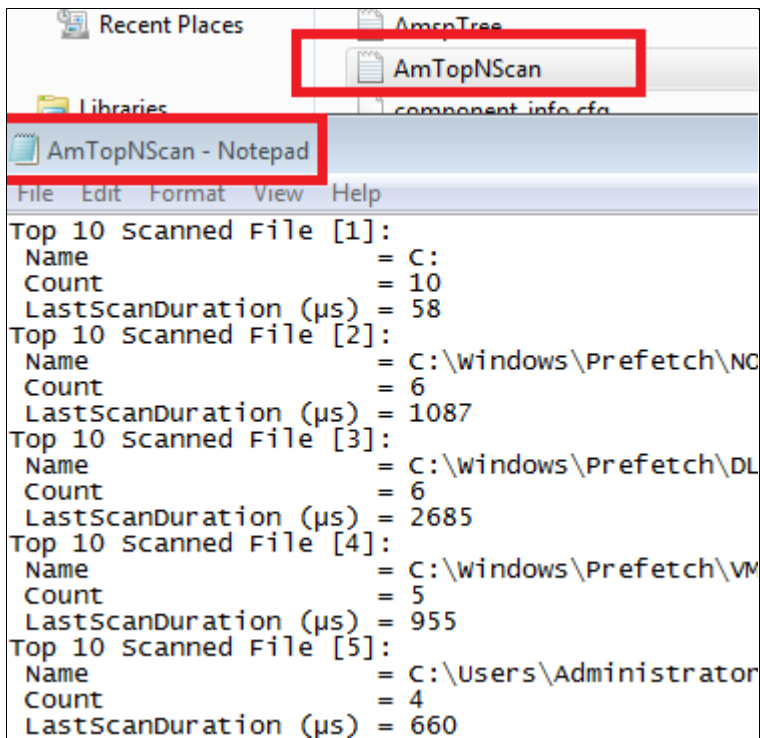 Recent Places
AmspTree
AmTopNScan
Libraries
component_info.cfg
AmTopNScan - Notepad
File Edit Format View Help
Top 10 Scanned File [1]:
Name = C:
Count = 10
LastScanDuration (µs) = 58
Top 10 Scanned File [2]:
Name = C:\Windows\Prefetch\NO
Count = 6
LastScanDuration (µs) = 1087
Top 10 Scanned File [3]:
Name = C:\Windows\Prefetch\DL
Count = 6
LastScanDuration (µs) = 2685
Top 10 Scanned File [4]:
Name = C:\Windows\Prefetch\VM
Count = 5
LastScanDuration (µs) = 955
Top 10 Scanned File [5]:
Name = C:\Users\Administrator
Count = 4
LastScanDuration (µs) = 660